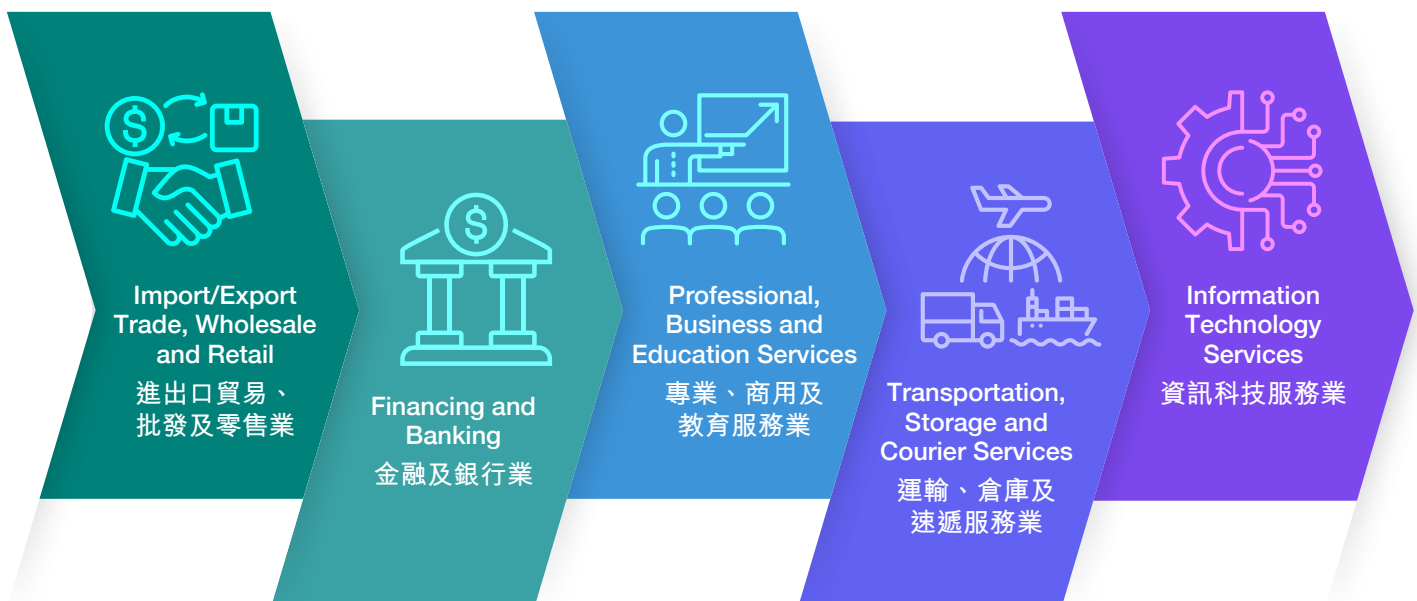 Import/Export
Trade, Wholesale
and Retail
進出口貿易、
批發及零售業
Financing and
Banking
金融及銀行業
Professional,
Business and
Education Services
專業、商用及
教育服務業
Transportation,
Storage and
Courier Services
運輸、倉庫及
速遞服務業
Information
Technology
Services
資訊科技服務業